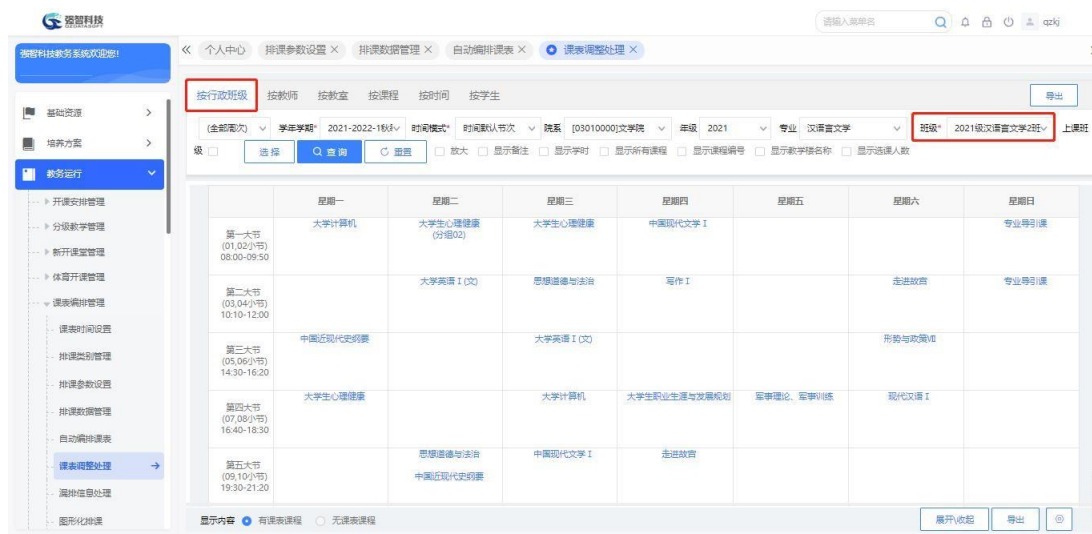 强智科技
QIZHISOFT
请输入菜单名
qzkj
强智科技教务系统欢迎您!
个人中心 排课参数设置 × 排课数据管理 × 自动编排课表 × 课表调整处理 ×
按行政班级 按教师 按教室 按课程 按时间 按学生
导出
(全部周次) 学年学期* 2021-2022-1秋 时间模式* 时间默认节次 院系 [03010000]文学院 年级 2021 专业 汉语言文学 班级* 2021级汉语言文学2班 上课班
级 选择 查询 重置 放大 显示备注 显示学时 显示所有课程 显示课程编号 显示教学楼名称 显示选课人数
基础资源
培养方案
教务运行
开课安排管理
分级教学管理
新开课堂管理
体育开课管理
课表编排管理
课表时间设置
排课类别管理
排课参数设置
排课数据管理
自动编排课表
课表调整处理
漏排信息处理
图形化排课
星期一 星期二 星期三 星期四 星期五 星期六 星期日
第一大节
(01,02小节)
08:00-09:50
大学计算机 大学生心理健康 大学生心理健康 中国现代文学 I 专业导引课
(分组02)
第二大节
(03,04小节)
10:10-12:00
大学英语 I (文) 思想道德与法治 写作 I 走进故宫 专业导引课
第三大节
(05,06小节)
14:30-16:20
中国近现代史纲要 大学英语 I (文) 形势与政策VII
第四大节
(07,08小节)
16:40-18:30
大学生心理健康 大学计算机 大学生职业生涯与发展规划 军事理论、军事训练 现代汉语 I
第五大节
(09,10小节)
19:30-21:20
思想道德与法治 中国现代文学 I 走进故宫
中国近现代史纲要
显示内容 有课表课程 无课表课程
展开\收起 导出